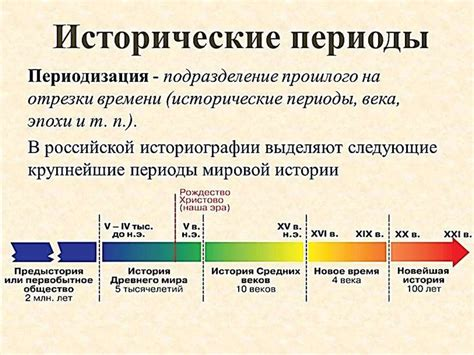 Исторические периоды
Периодизация - подразделение прошлого на
отрезки времени (исторические периоды, века,
эпохи и т. п.).
В российской историографии выделяют следующие
крупнейшие периоды мировой истории
Рождество
Христово
(наша эра)
V – IV тыс.
до н.э.
V в.
н.э.
XV в.
н.э.
XVI в.
XIX в.
XX в.
XXI в.
Предыстория
или первобытное
общество
2 млн. лет
История
Древнего мира
5 тысячелетий
История Средних
веков
10 веков
Новое время
4 века
Новейшая
история
100 лет